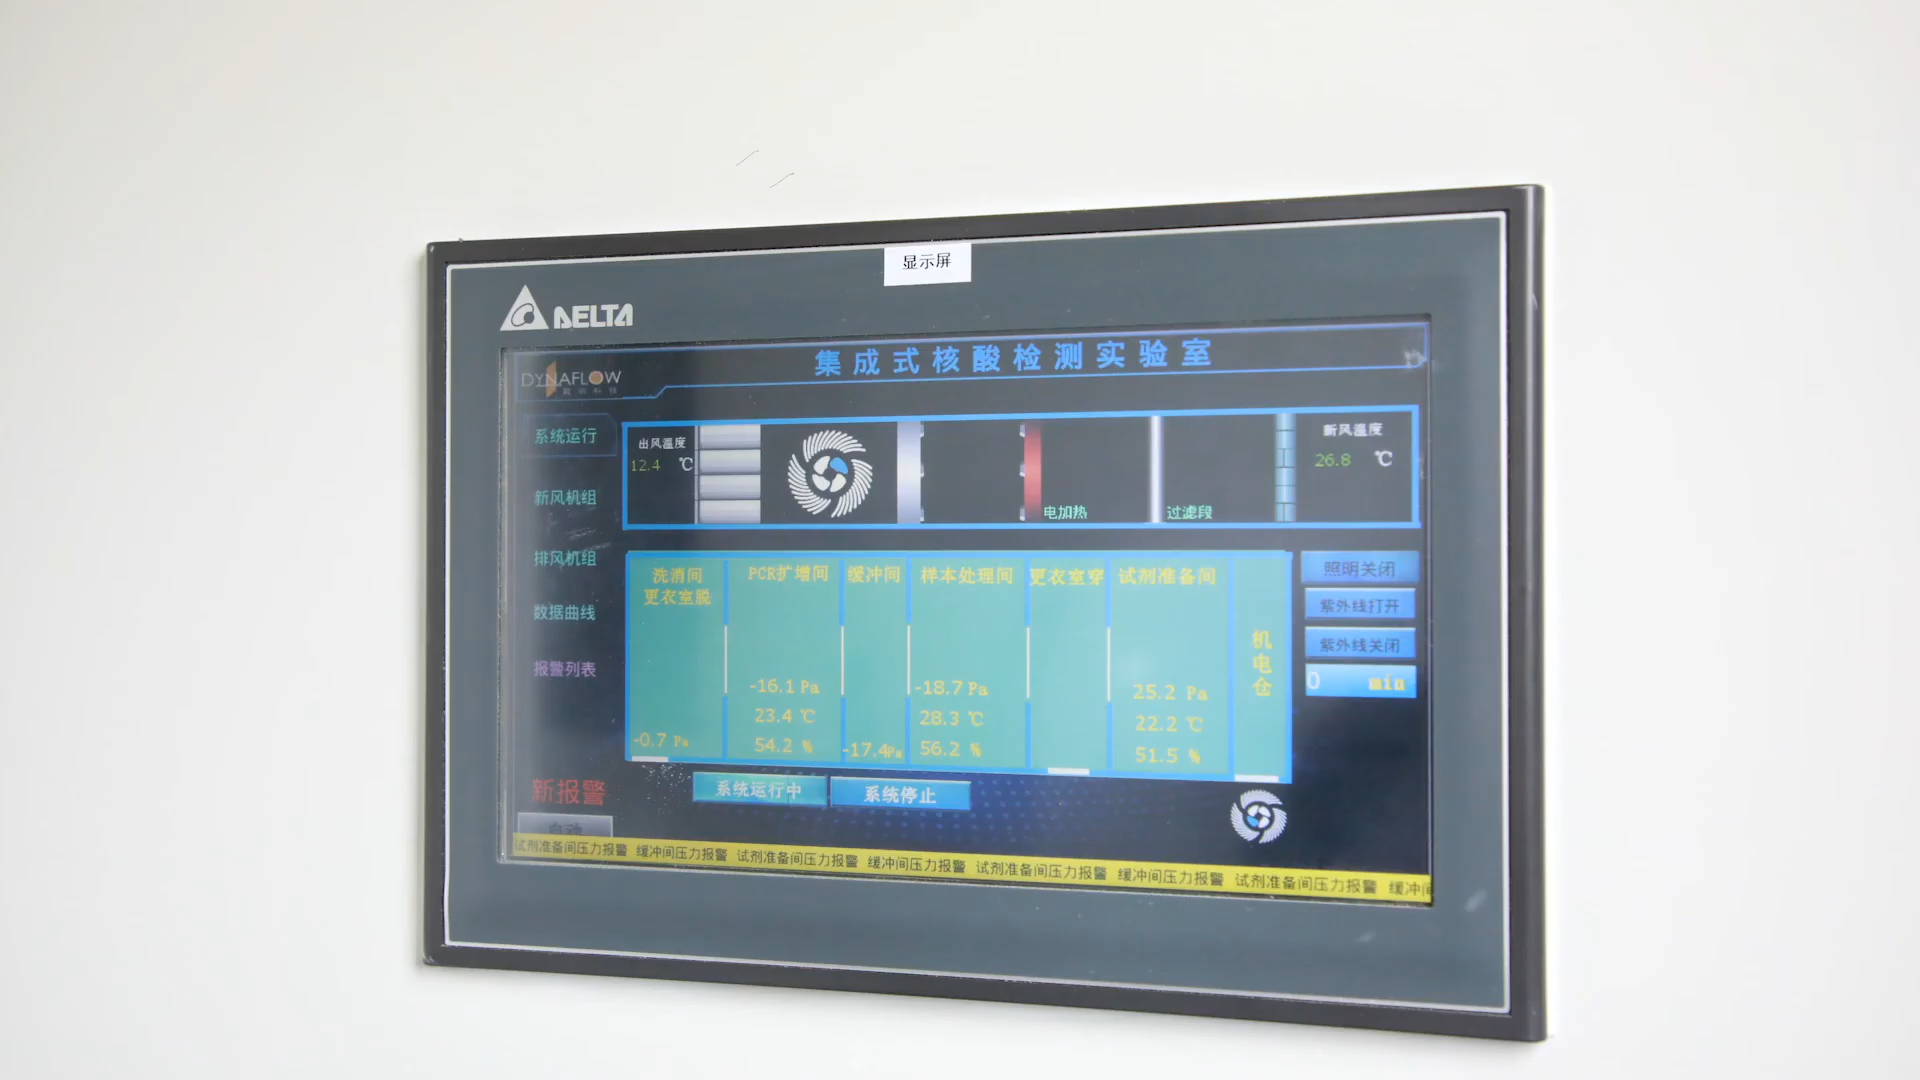 显示屏
DELTA
DYNAFLOW
集成式核酸检测实验室
系统运行
新风机组
排风机组
数据曲线
报警列表
新报警
自动
出风温度
12.4 ℃
电加热
过滤段
新风温度
26.8 ℃
洗消间
更衣室脱
-0.7 Pa
PCR扩增间
-16.1 Pa
23.4 ℃
54.2 %
缓冲间
-17.4Pa
样本处理间
-18.7 Pa
28.3 ℃
56.2 %
更衣室穿
试剂准备间
25.2 Pa
22.2 ℃
51.5 %
机电仓
照明关闭
紫外线打开
紫外线关闭
0 min
系统运行中
系统停止
试剂准备间压力报警 缓冲间压力报警 试剂准备间压力报警 缓冲间压力报警 试剂准备间压力报警 缓冲间压力报警 试剂准备间压力报警 缓冲间